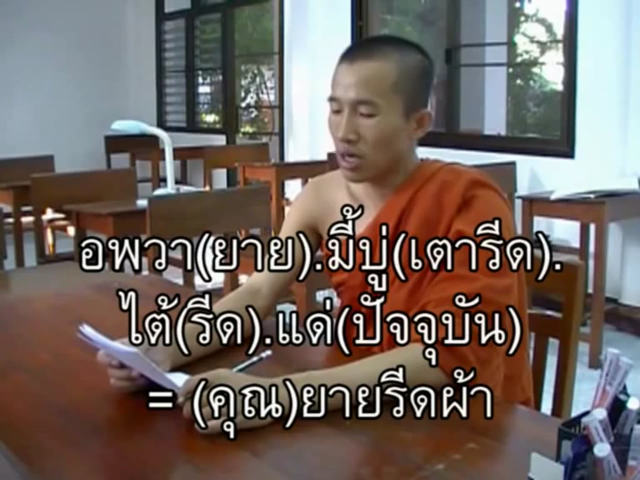 อพวา(ยาย).มี้บู่(เตารีด).
ไต้(รีด).แด่(ปัจจุบัน)
= (คุณ)ยายรีดผ้า